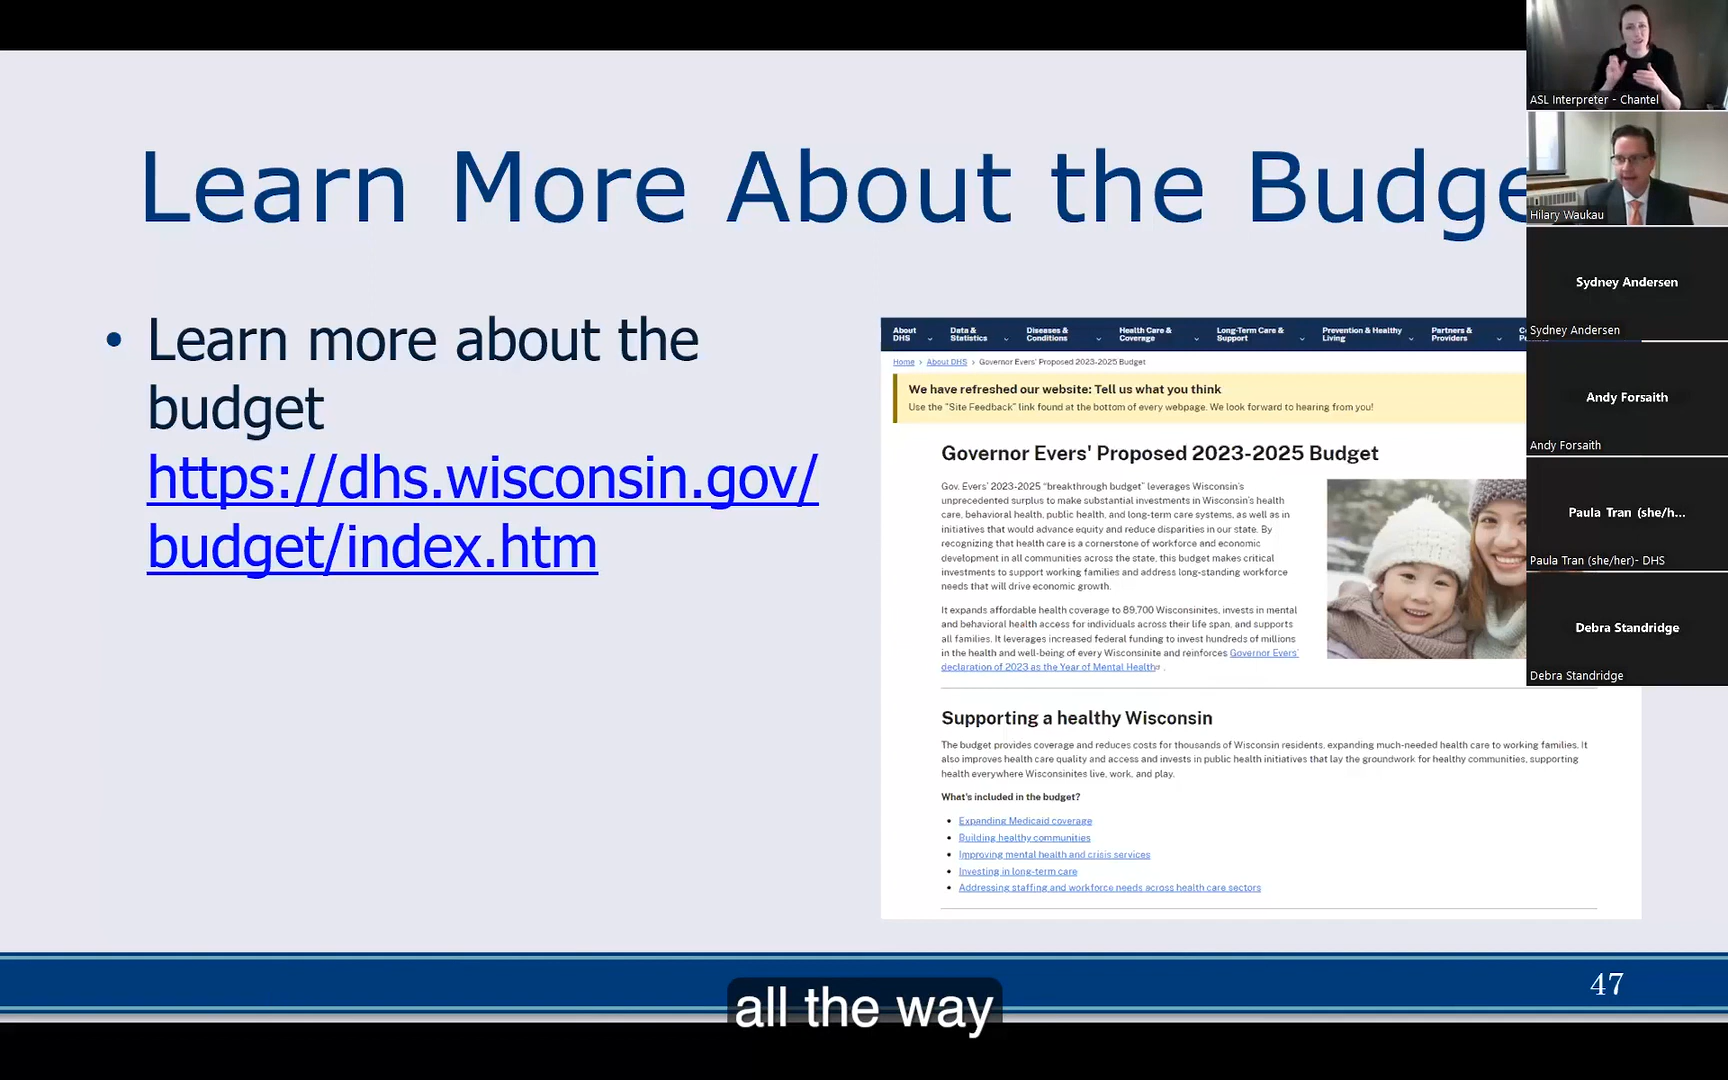 Learn More About the Budge
• Learn more about the
budget
https://dhs.wisconsin.gov/
budget/index.htm
About DHS
Data & Statistics
Diseases & Conditions
Health Care & Coverage
Long-Term Care & Support
Prevention & Healthy Living
Partners & Providers
Home > About DHS > Governor Evers' Proposed 2023-2025 Budget
We have refreshed our website: Tell us what you think
Use the "Site Feedback" link found at the bottom of every webpage. We look forward to hearing from you!
Governor Evers' Proposed 2023-2025 Budget
Gov. Evers' 2023-2025 “breakthrough budget” leverages Wisconsin's
unprecedented surplus to make substantial investments in Wisconsin's health
care, behavioral health, public health, and long-term care systems, as well as in
initiatives that would advance equity and reduce disparities in our state. By
recognizing that health care is a cornerstone of workforce and economic
development in all communities across the state, this budget makes critical
investments to support working families and address long-standing workforce
needs that will drive economic growth.
It expands affordable health coverage to 89,700 Wisconsinites, invests in mental
and behavioral health access for individuals across their life span, and supports
all families. It leverages increased federal funding to invest hundreds of millions
in the health and well-being of every Wisconsinite and reinforces Governor Evers'
declaration of 2023 as the Year of Mental Health .
Supporting a healthy Wisconsin
The budget provides coverage and reduces costs for thousands of Wisconsin residents, expanding much-needed health care to working families. It
also improves health care quality and access and invests in public health initiatives that lay the groundwork for healthy communities, supporting
health everywhere Wisconsinites live, work, and play.
What's included in the budget?
• Expanding Medicaid coverage
• Building healthy communities
• Improving mental health and crisis services
• Investing in long-term care
• Addressing staffing and workforce needs across health care sectors
ASL Interpreter - Chantel
Hilary Waukau
Sydney Andersen
Sydney Andersen
Andy Forsaith
Andy Forsaith
Paula Tran (she/h...
Paula Tran (she/her)- DHS
Debra Standridge
Debra Standridge
47
all the way